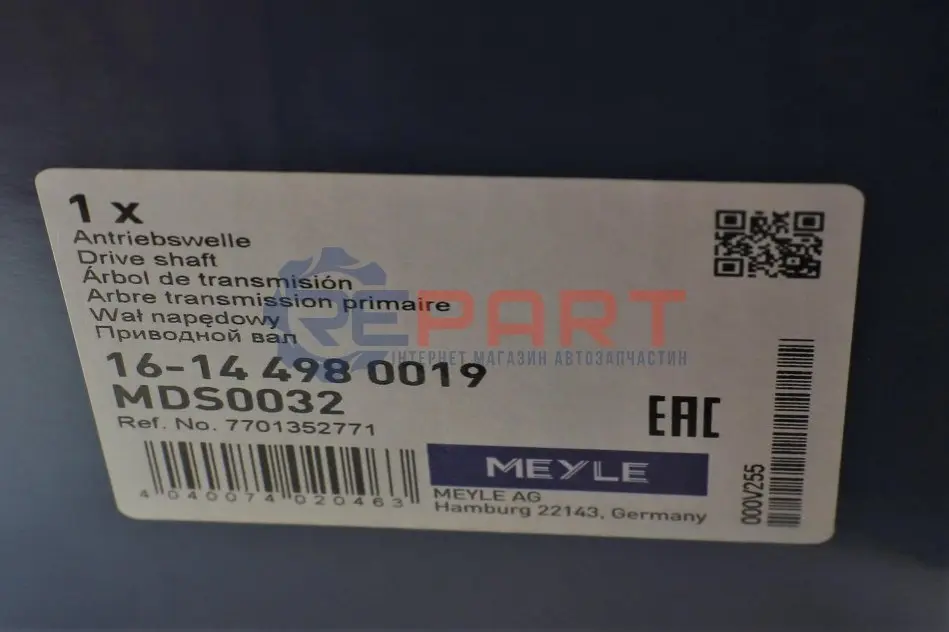 1 x
Antriebswelle
Drive shaft
Árbol de transmisión
Arbre transmission primaire
Wał napędowy
Приводной вал
16-14 498 0019
MDS0032
Ref. No. 7701352771
4 040074 020463
MEYLE
MEYLE AG
Hamburg 22143, Germany
EAC
000V255
REPART
ІНТЕРНЕТ МАГАЗИН АВТОЗАПЧАСТИН